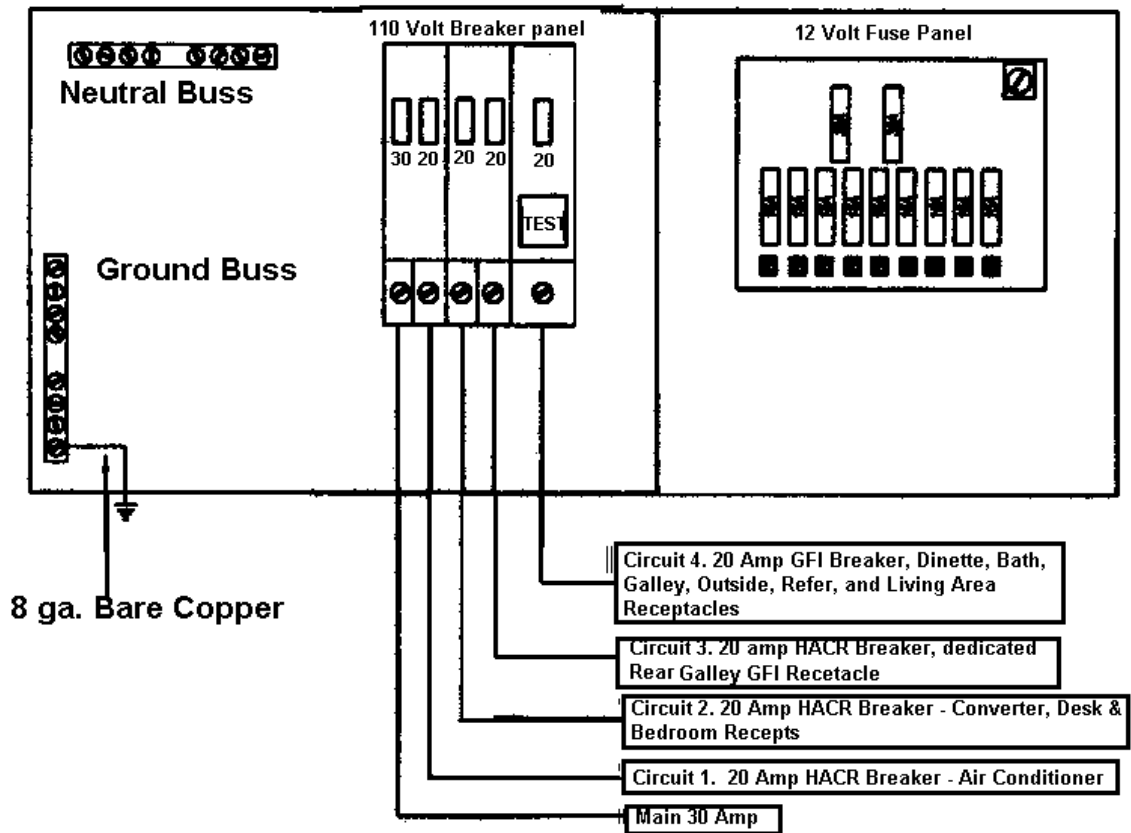 110 Volt Breaker panel
12 Volt Fuse Panel
Neutral Buss
30 20 20 20 20
TEST
Ground Buss
8 ga. Bare Copper
Circuit 4. 20 Amp GFI Breaker, Dinette, Bath,
Galley, Outside, Refer, and Living Area
Receptacles
Circuit 3. 20 amp HACR Breaker, dedicated
Rear Galley GFI Recetacle
Circuit 2. 20 Amp HACR Breaker - Converter, Desk &
Bedroom Recepts
Circuit 1. 20 Amp HACR Breaker - Air Conditioner
Main 30 Amp